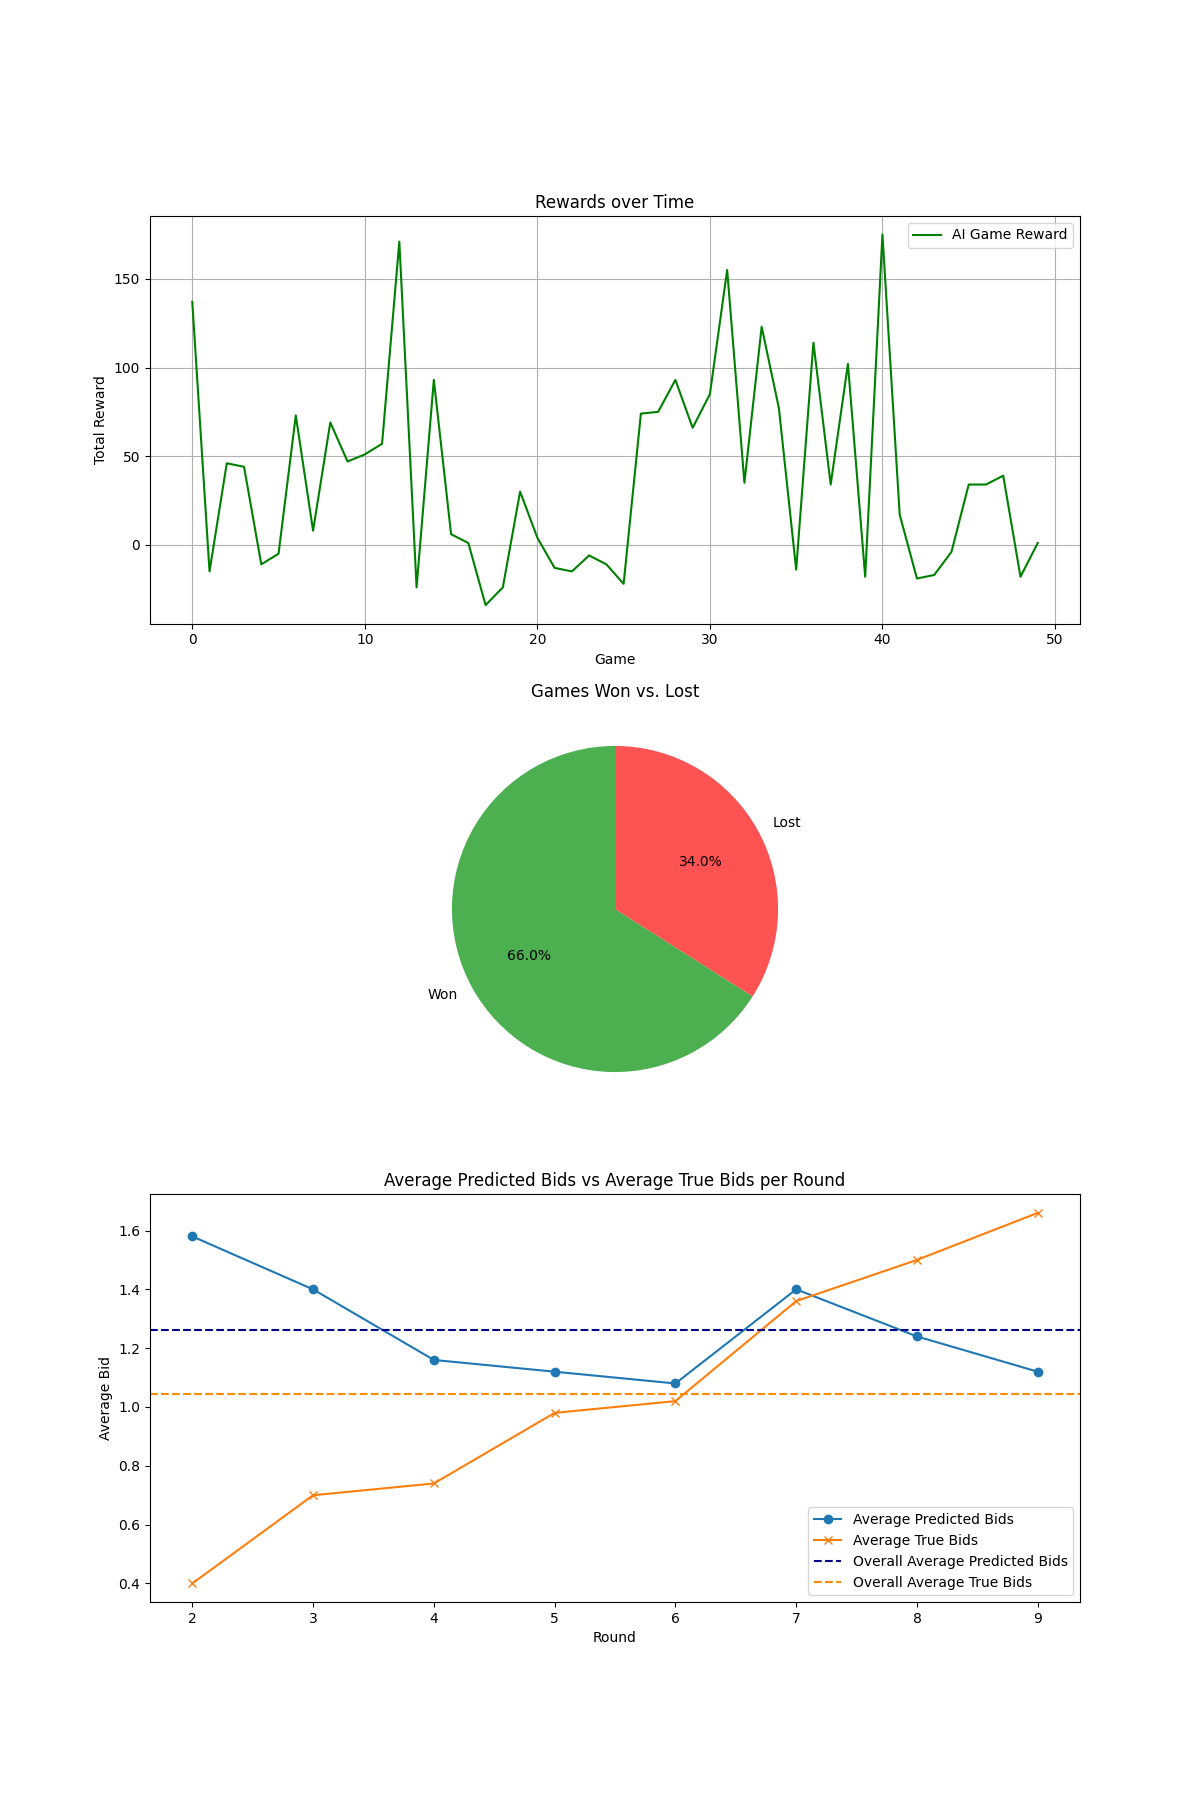 Rewards over Time
AI Game Reward
150
100
50
0
Total Reward
0 10 20 30 40 50
Game
Games Won vs. Lost
Lost
34.0%
66.0%
Won
Average Predicted Bids vs Average True Bids per Round
1.6
1.4
1.2
1.0
0.8
0.6
0.4
Average Bid
Average Predicted Bids
Average True Bids
Overall Average Predicted Bids
Overall Average True Bids
2 3 4 5 6 7 8 9
Round